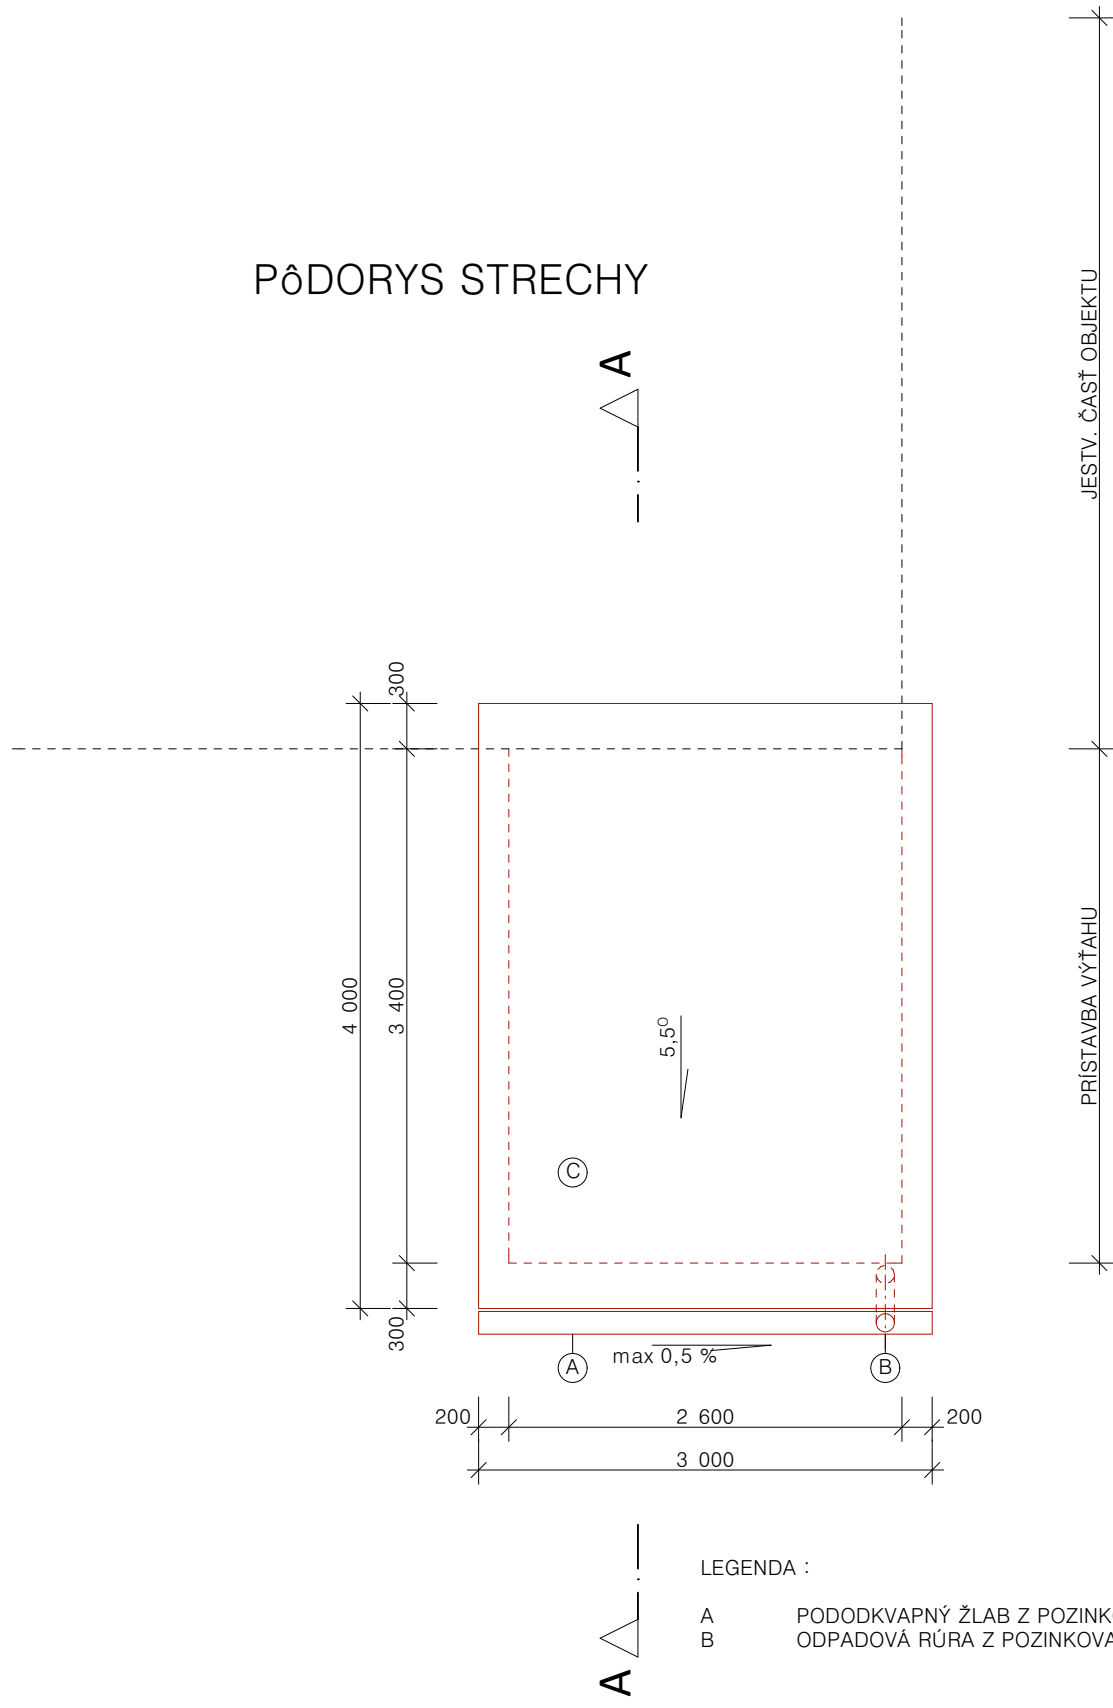 PôDORYS STRECHY
A
JESTV. ČASŤ OBJEKTU
300
4 000
3 400
5,5°
PRÍSTAVBA VÝŤAHU
C
300
A
max 0,5 %
B
200
2 600
200
3 000
LEGENDA :
A PODODKVAPNÝ ŽLAB Z POZINK
B ODPADOVÁ RÚRA Z POZINKOVA
A